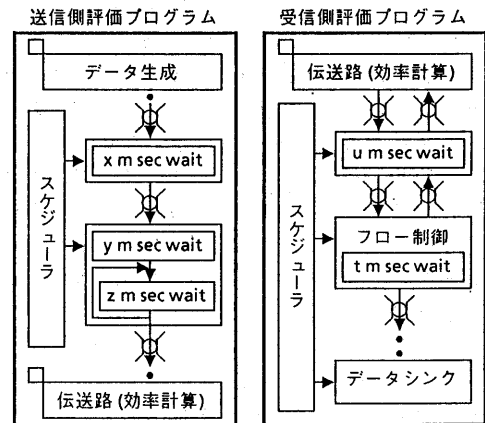 送信側評価プログラム
データ生成
スケジューラ
x m sec wait
y m sec wait
z m sec wait
伝送路(効率計算)
受信側評価プログラム
伝送路(効率計算)
スケジューラ
u m sec wait
フロー制御
t m sec wait
データシンク